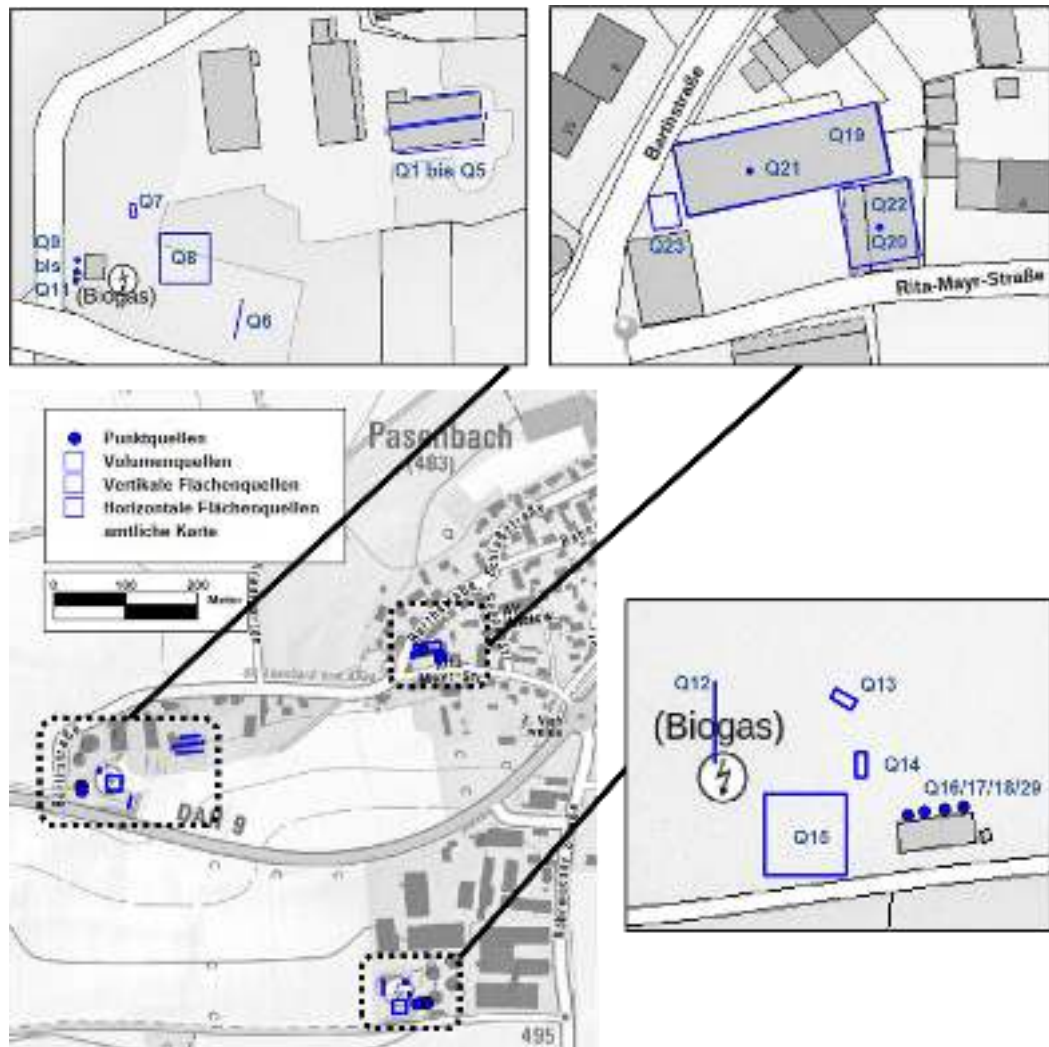 Q1 bis Q5
Q7
Q9
bis
Q11
(Biogas)
Q8
Q6
Barthstraße
Q19
Q21
Q22
Q20
Q23
Rita-Mayr-Straße
Punktquellen
Volumenquellen
Vertikale Flächenquellen
Horizontale Flächenquellen
amtliche Karte
0 100 200
Meter
Pasenbach
(483)
Barthstraße
Schloßstraße
DAH 9
495
Q12
Q13
(Biogas)
Q14
Q16/17/18/29
Q15